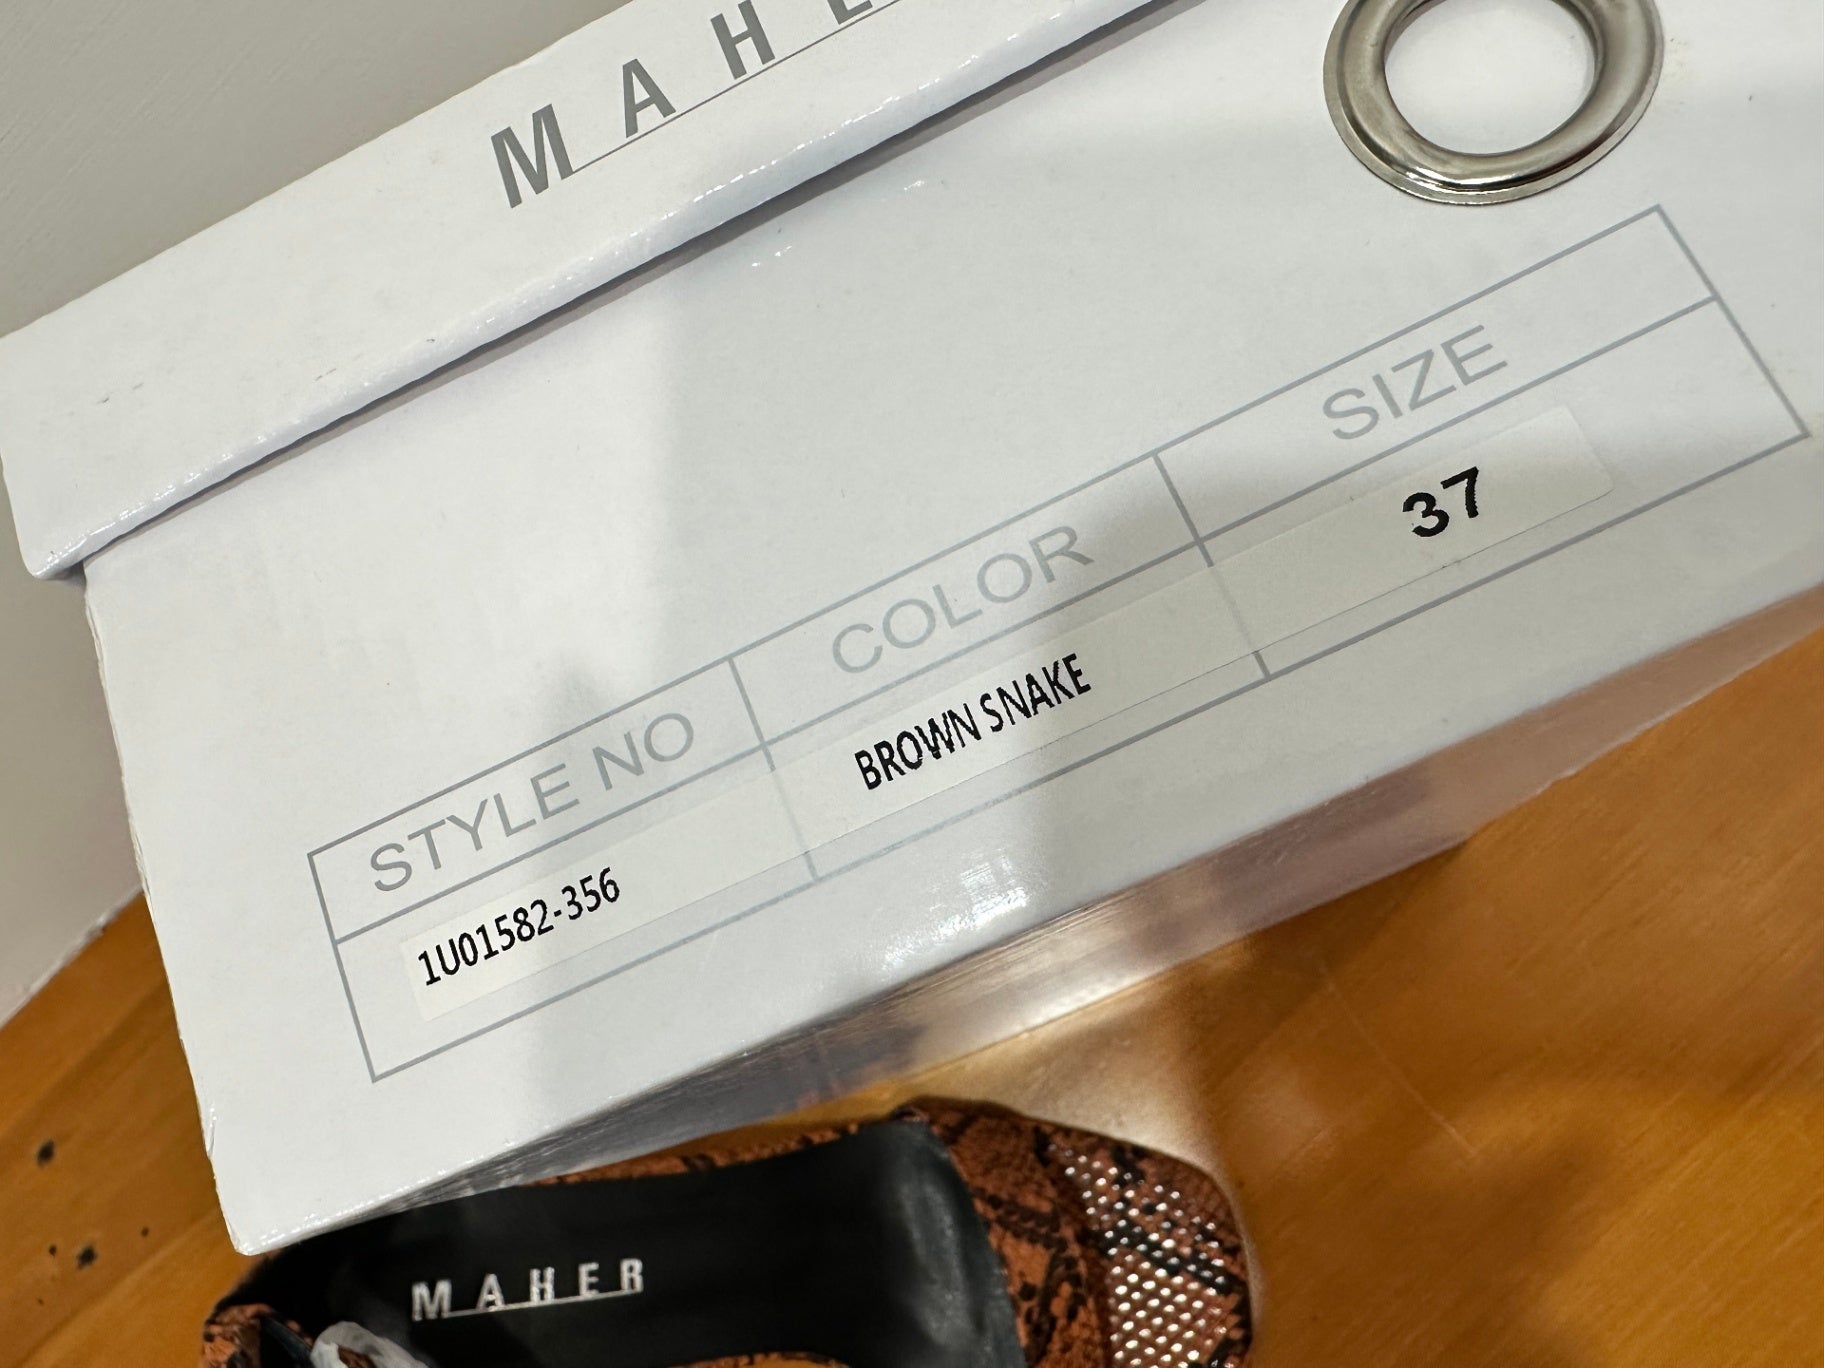 MAHE
STYLE NO COLOR SIZE
1U01582-356 BROWN SNAKE 37
MAHER